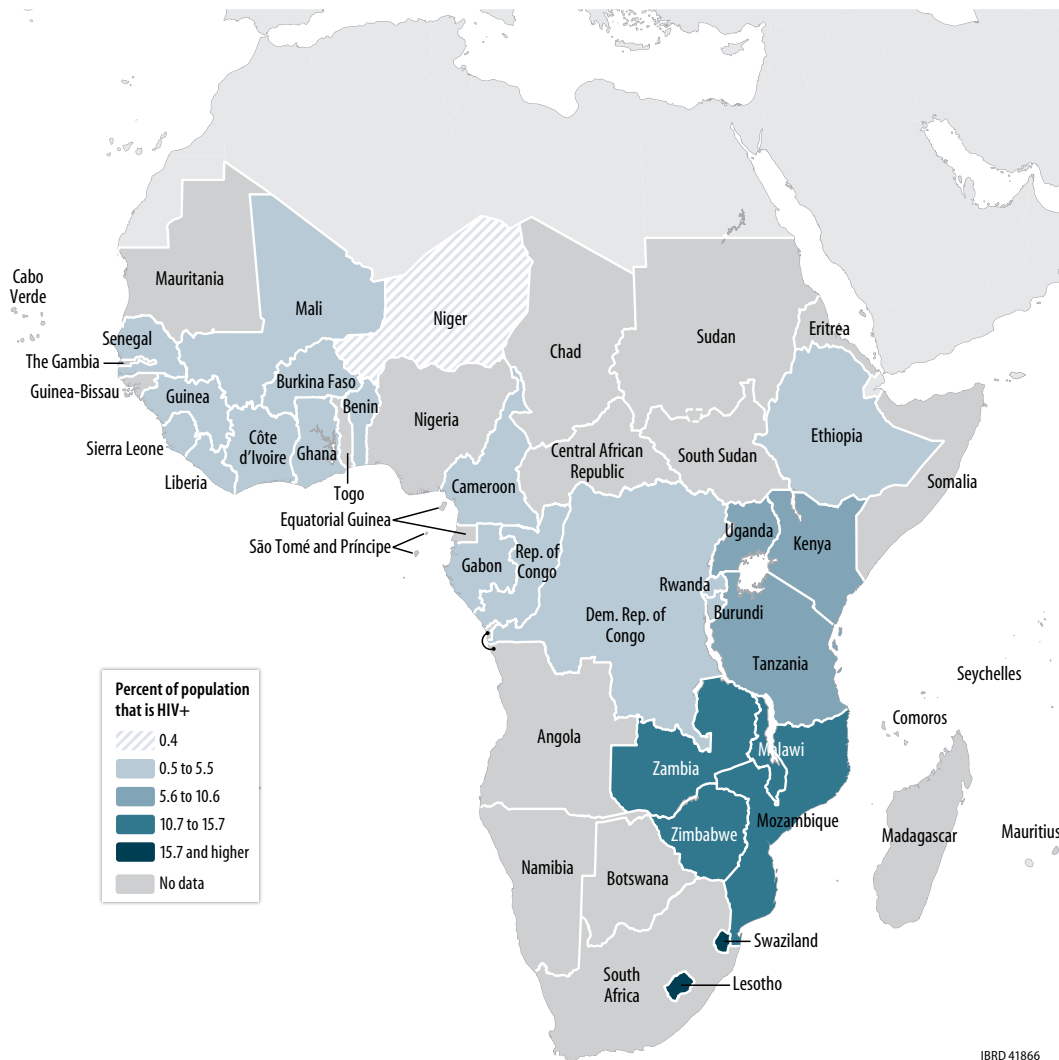 Cabo
Verde
Mauritania
Mali
Niger
Chad
Sudan
Eritrea
Senegal
The Gambia
Guinea-Bissau
Guinea
Burkina Faso
Benin
Nigeria
Sierra Leone
Côte
d'Ivoire
Ghana
Liberia
Togo
Cameroon
Central African
Republic
South Sudan
Ethiopia
Somalia
Equatorial Guinea
São Tomé and Príncipe
Gabon
Rep. of
Congo
Uganda
Kenya
Rwanda
Burundi
Dem. Rep. of
Congo
Tanzania
Seychelles
Comoros
Percent of population
that is HIV+
0.4
0.5 to 5.5
5.6 to 10.6
10.7 to 15.7
15.7 and higher
No data
Angola
Zambia
Malawi
Mozambique
Zimbabwe
Madagascar
Mauritius
Namibia
Botswana
Swaziland
South
Africa
Lesotho
IBRD 41866